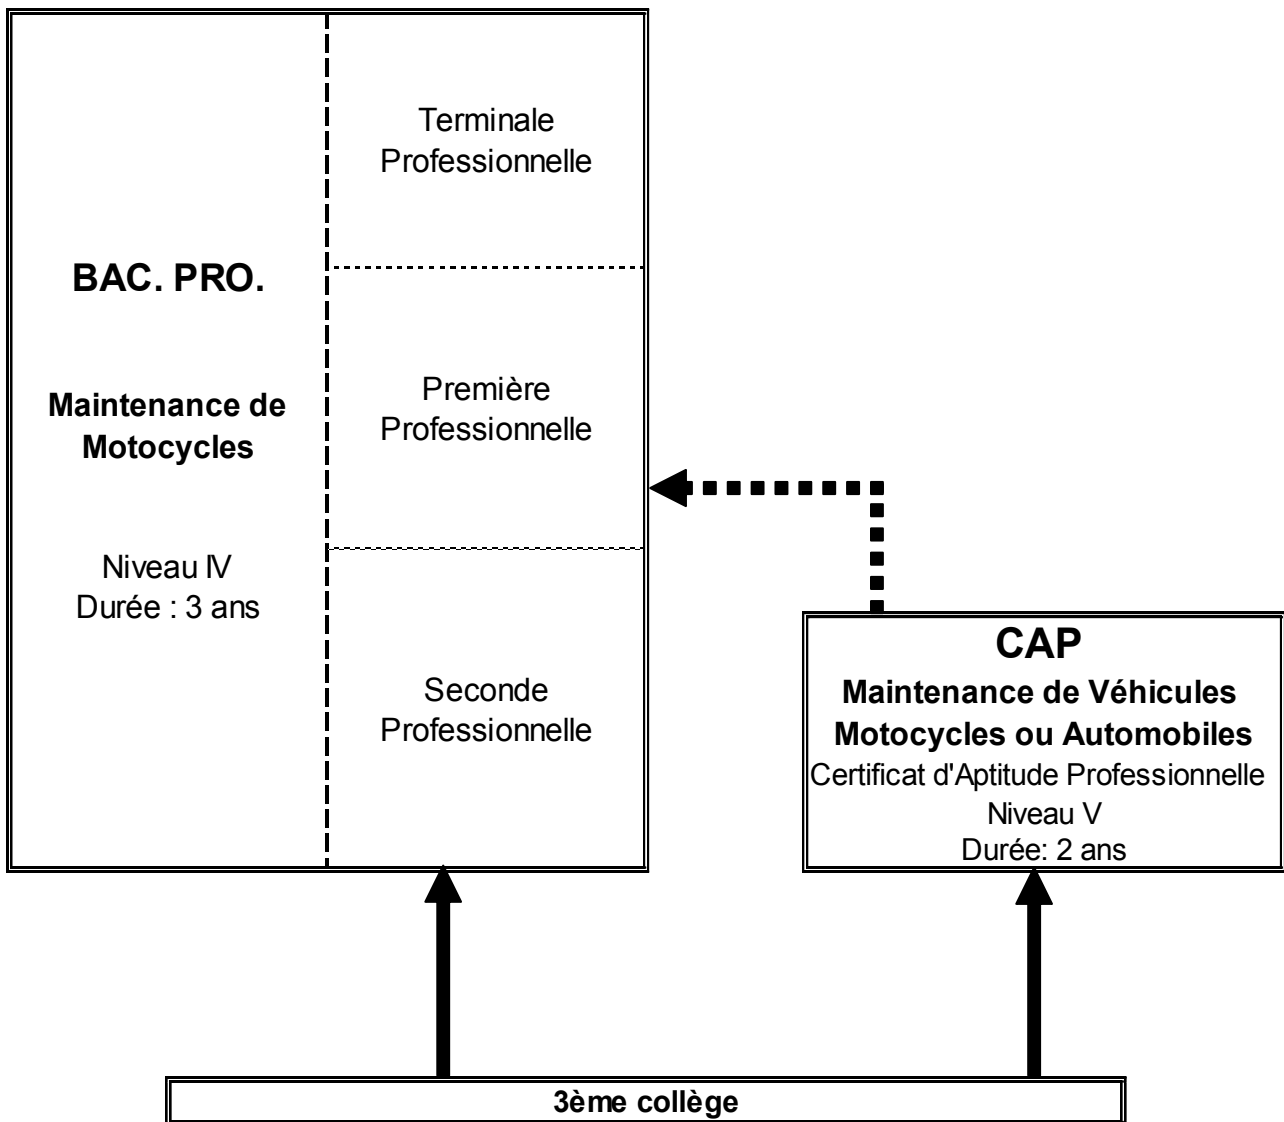 BAC. PRO.
Maintenance de
Motocycles
Niveau IV
Durée : 3 ans
Terminale
Professionnelle
Première
Professionnelle
Seconde
Professionnelle
CAP
Maintenance de Véhicules
Motocycles ou Automobiles
Certificat d'Aptitude Professionnelle
Niveau V
Durée: 2 ans
3ème collège